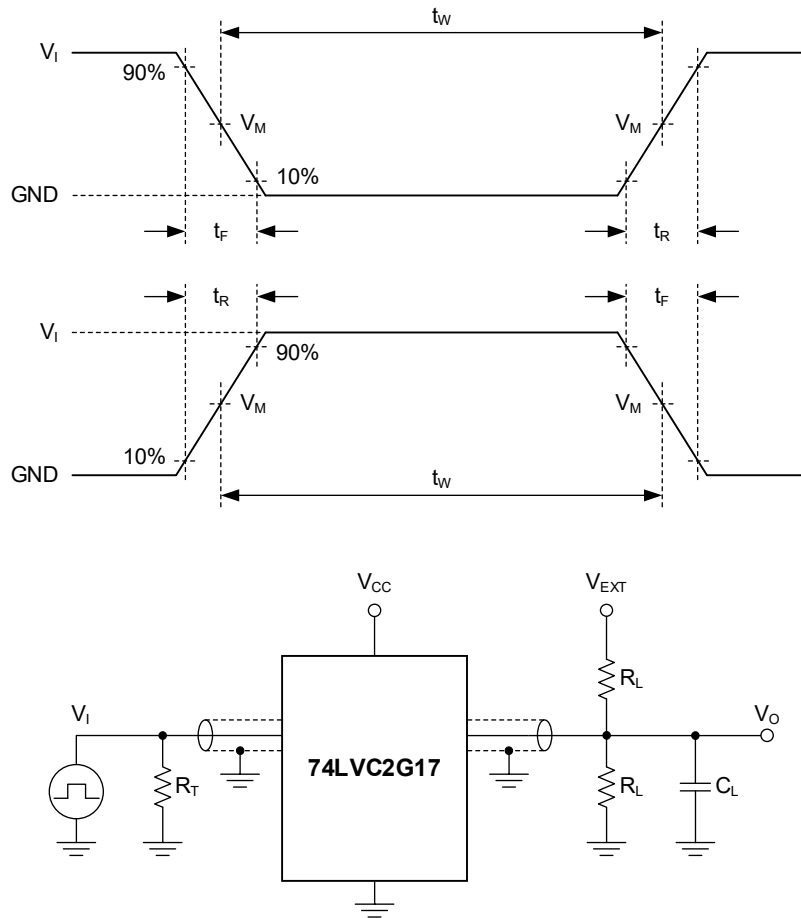 t_W
V_I
90%
V_M
V_M
10%
GND
t_F
t_R
t_R
t_F
V_I
90%
V_M
V_M
10%
GND
t_W
V_CC
V_EXT
R_L
V_I
V_O
74LVC2G17
R_T
R_L
C_L